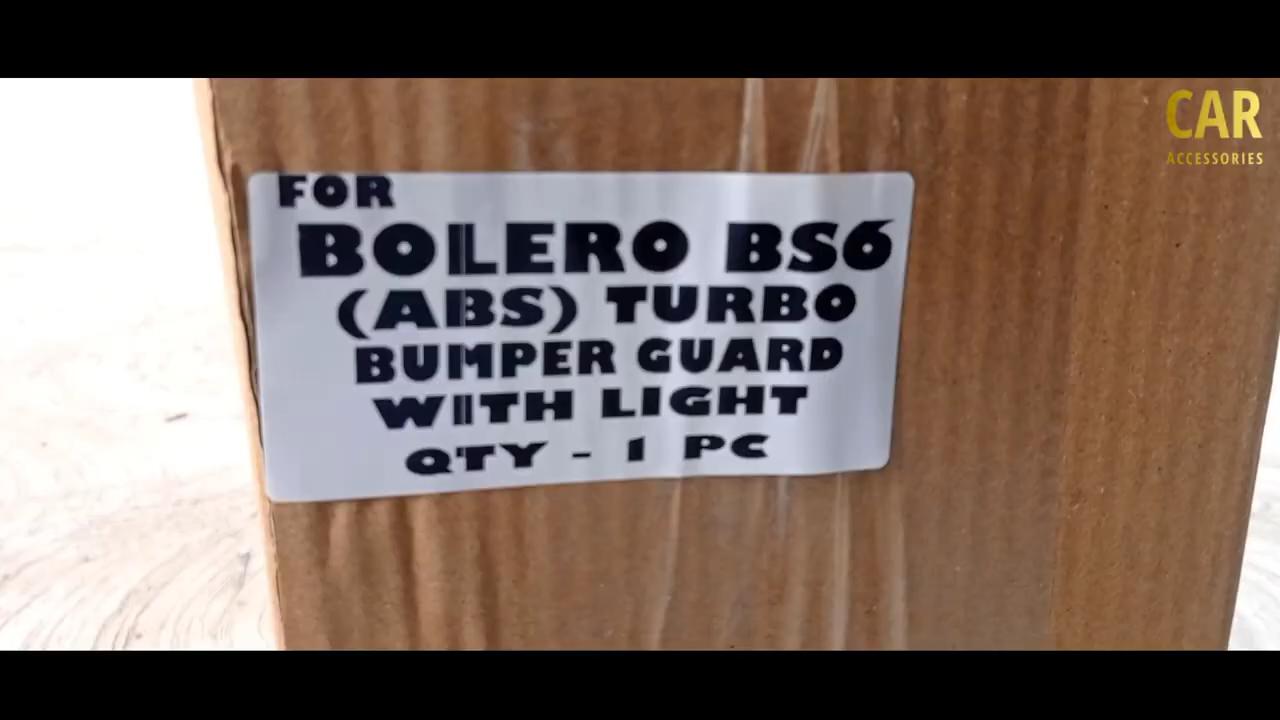 CAR
ACCESSORIES
FOR
BOLERO BS6
(ABS) TURBO
BUMPER GUARD
WITH LIGHT
QTY - 1 PC